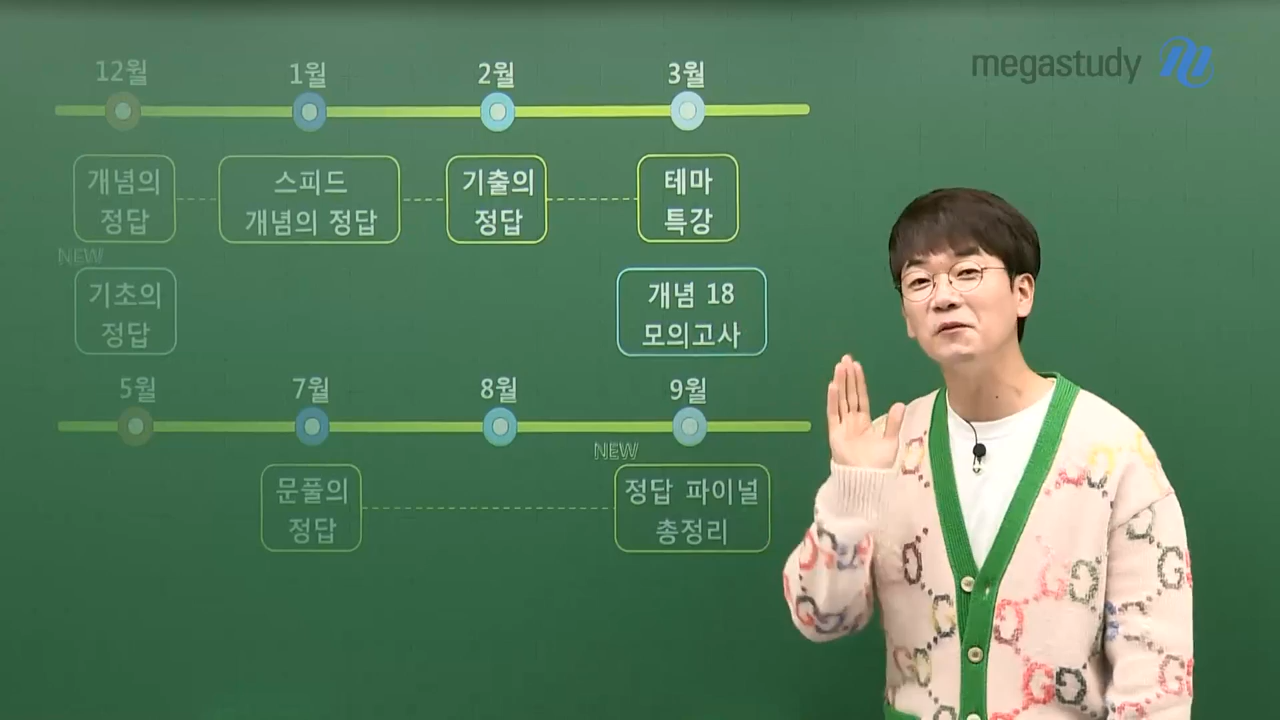 megastudy
12월 1월 2월 3월
개념의 스피드 기출의 테마
정답 개념의 정답 정답 특강
NEW
기초의 개념 18
정답 모의고사
5월 7월 8월 9월
NEW
문풀의 정답 파이널
정답 총정리